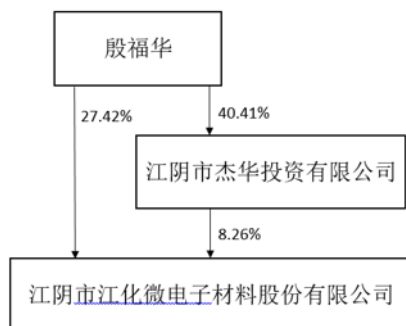 殷福华
27.42%
40.41%
江阴市杰华投资有限公司
8.26%
江阴市江化微电子材料股份有限公司